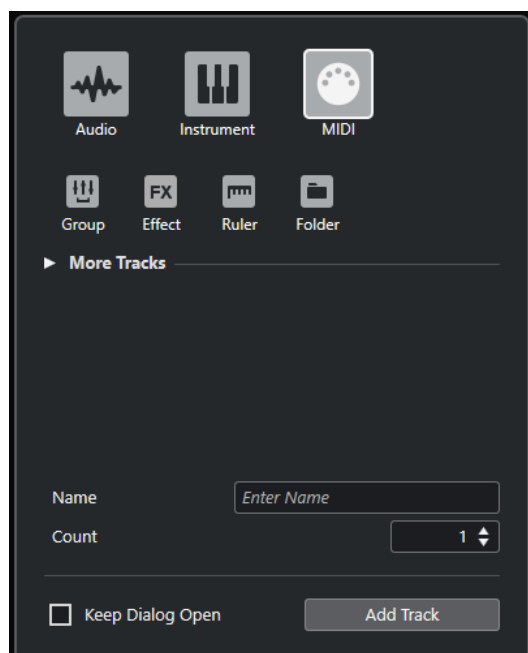 Audio Instrument MIDI
FX
Group Effect Ruler Folder
More Tracks
Name Enter Name
Count 1
Keep Dialog Open Add Track